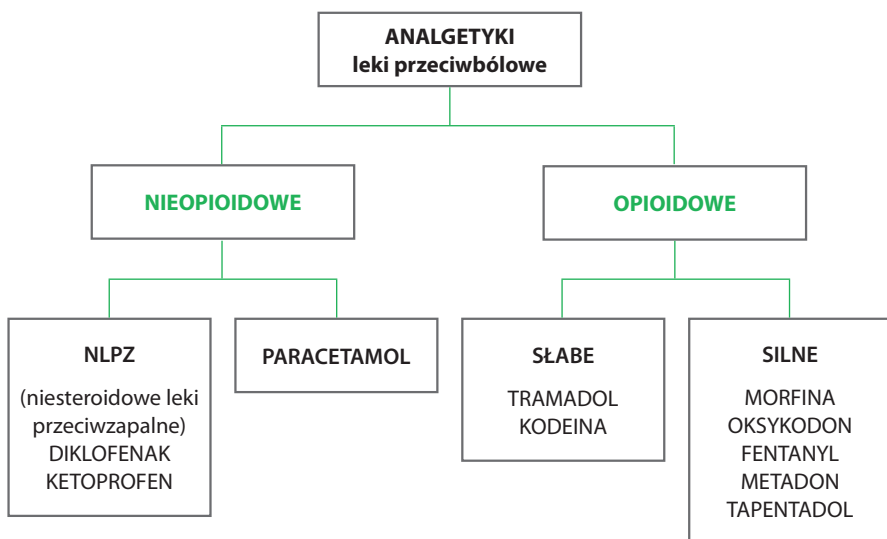 ANALGETYKI
leki przeciwbólowe
NIEOPIOIDOWE
OPIOIDOWE
NLPZ
(niesteroidowe leki
przeciwzapalne)
DIKLOFENAK
KETOPROFEN
PARACETAMOL
SŁABE
TRAMADOL
KODEINA
SILNE
MORFINA
OKSYKODON
FENTANYL
METADON
TAPENTADOL